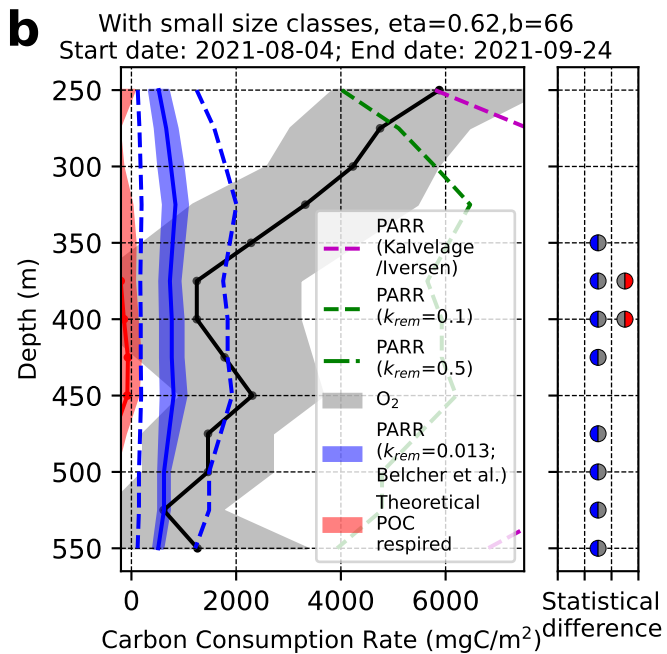 b
With small size classes, eta=0.62,b=66
Start date: 2021-08-04; End date: 2021-09-24
250
300
350
400
450
500
550
Depth (m)
PARR
(Kalvelage
/Iversen)
PARR
(k_rem=0.1)
PARR
(k_rem=0.5)
O₂
PARR
(k_rem=0.013;
Belcher et al.)
Theoretical
POC
respired
0 2000 4000 6000
Carbon Consumption Rate (mgC/m²)
Statistical
difference